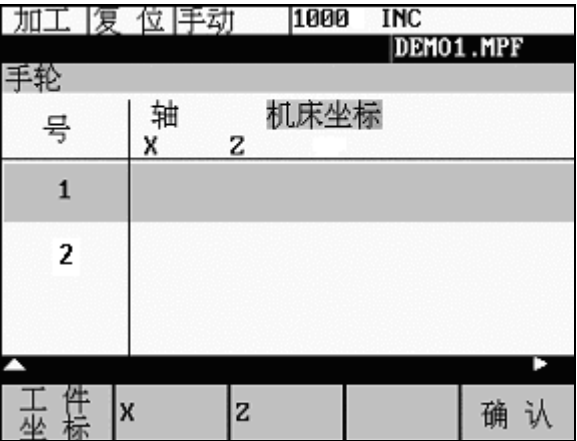 加工 复 位 手动 1000 INC
DEMO1.MPF
手轮
号 轴 机床坐标
X Z
1
2
工件坐标 X Z 确 认